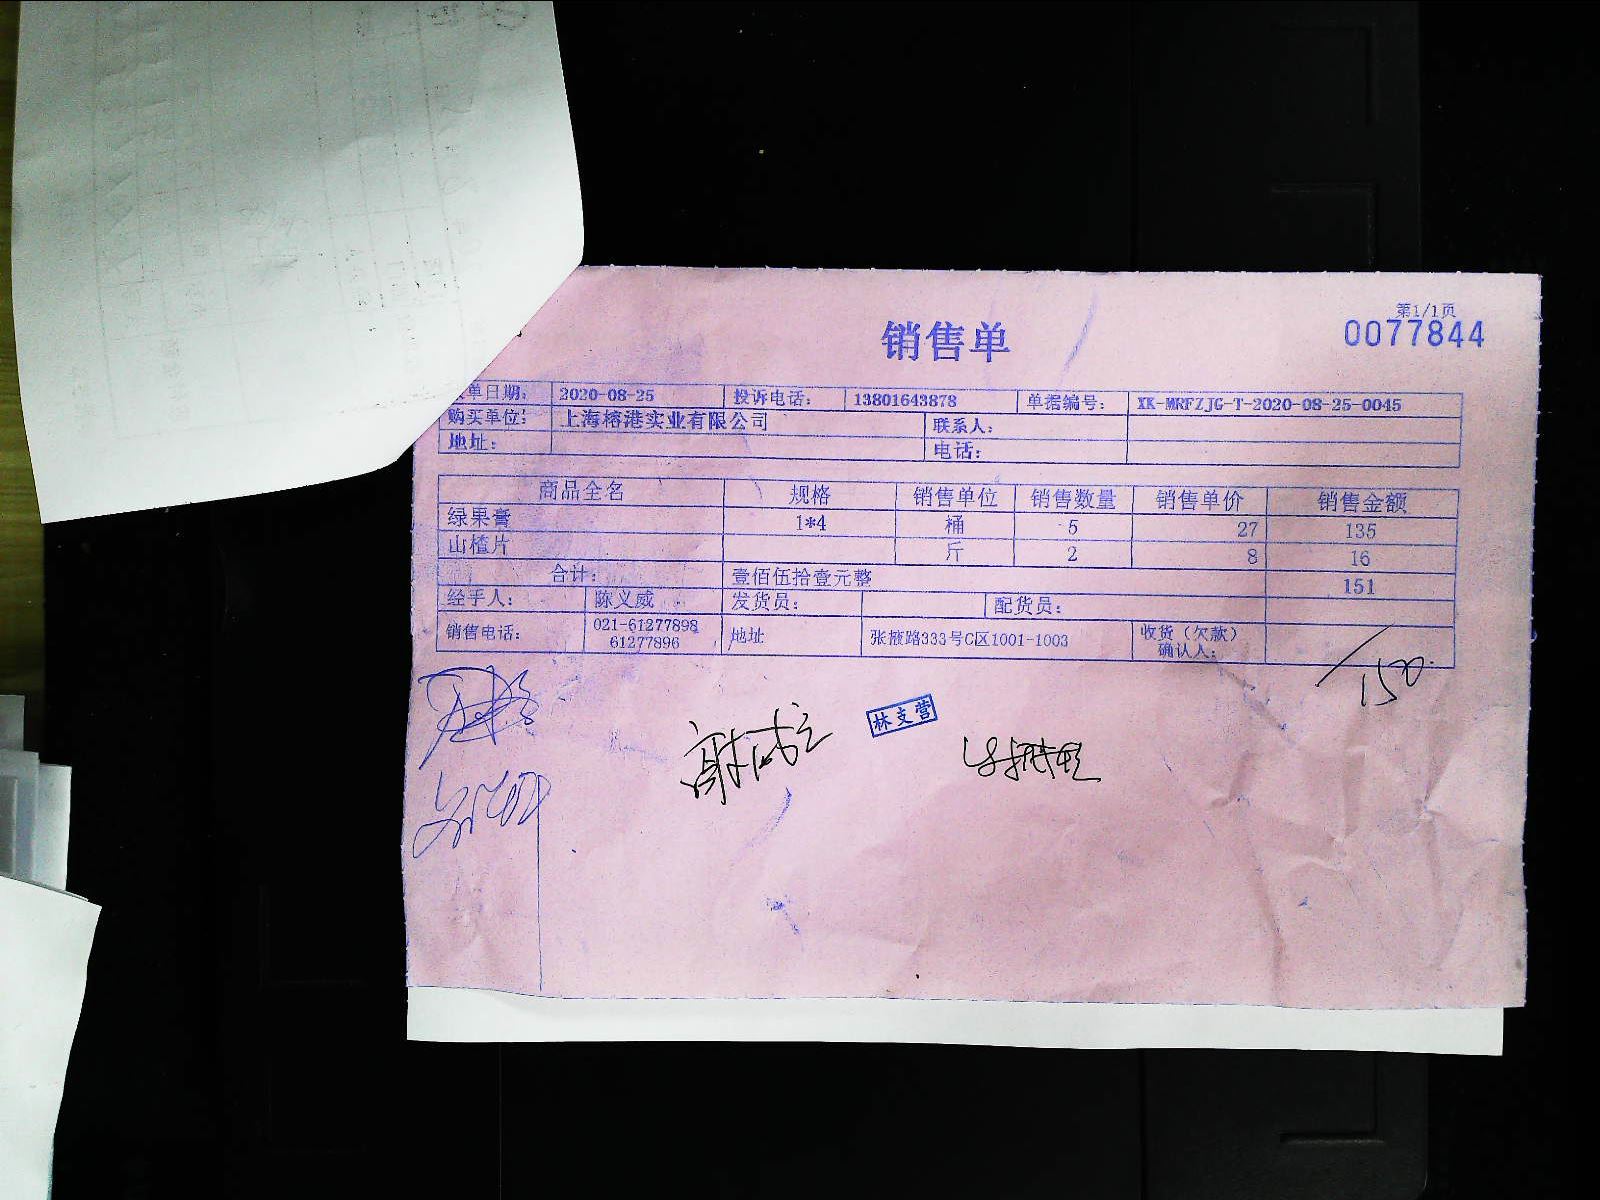 第1/1页
销售单
0077844
单日期: 2020-08-25 投诉电话: 13801643878 单据编号: XK-MRFZJG-T-2020-08-25-0045
购买单位: 上海榕港实业有限公司 联系人:
地址: 电话:
商品全名 规格 销售单位 销售数量 销售单价 销售金额
绿果膏 1*4 桶 5 27 135
山楂片 斤 2 8 16
合计: 壹佰伍拾壹元整 151
经手人: 陈义威 发货员: 配货员:
销售电话: 021-61277898 61277896 地址 张掖路333号C区1001-1003 收货(欠款)确认人:
150.
林支营